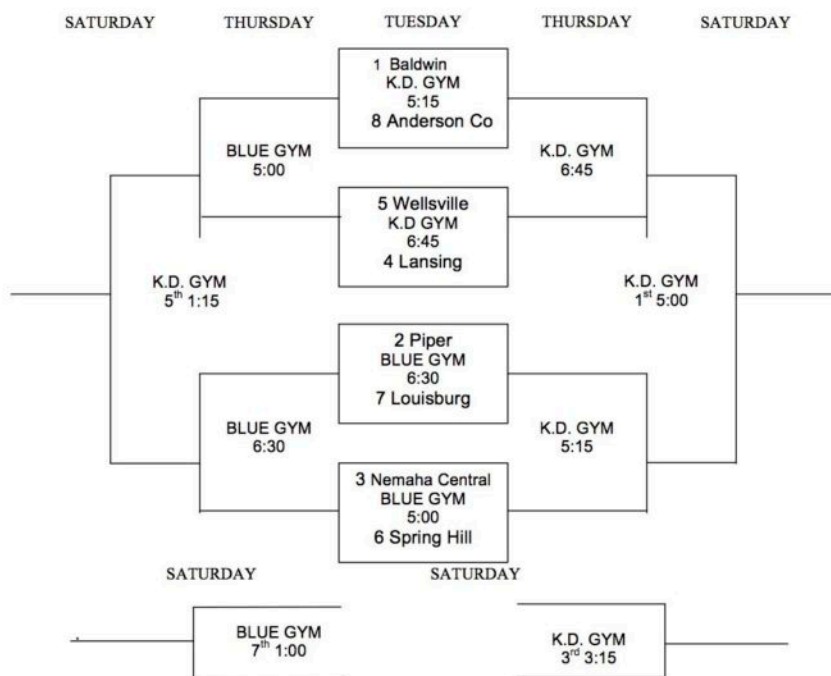 SATURDAY THURSDAY TUESDAY THURSDAY SATURDAY
1 Baldwin
K.D. GYM
5:15
8 Anderson Co
BLUE GYM
5:00
K.D. GYM
6:45
5 Wellsville
K.D GYM
6:45
4 Lansing
K.D. GYM
5th 1:15
K.D. GYM
1st 5:00
2 Piper
BLUE GYM
6:30
7 Louisburg
BLUE GYM
6:30
K.D. GYM
5:15
3 Nemaha Central
BLUE GYM
5:00
6 Spring Hill
SATURDAY SATURDAY
BLUE GYM
7th 1:00
K.D. GYM
3rd 3:15